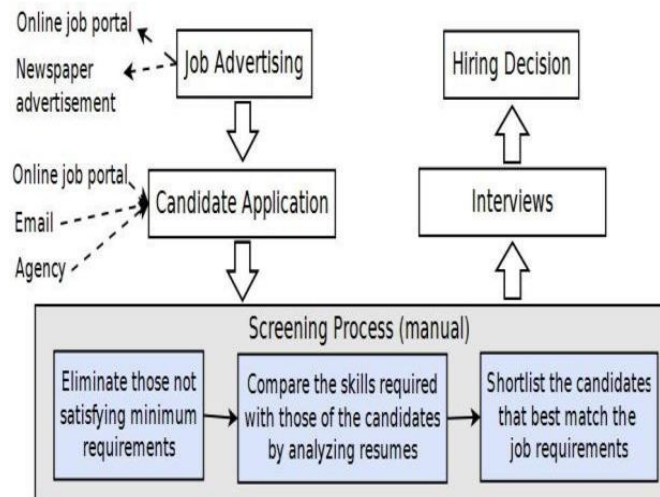 Online job portal
Newspaper
advertisement
Job Advertising
Hiring Decision
Online job portal
Email
Agency
Candidate Application
Interviews
Screening Process (manual)
Eliminate those not
satisfying minimum
requirements
Compare the skills required
with those of the candidates
by analyzing resumes
Shortlist the candidates
that best match the
job requirements